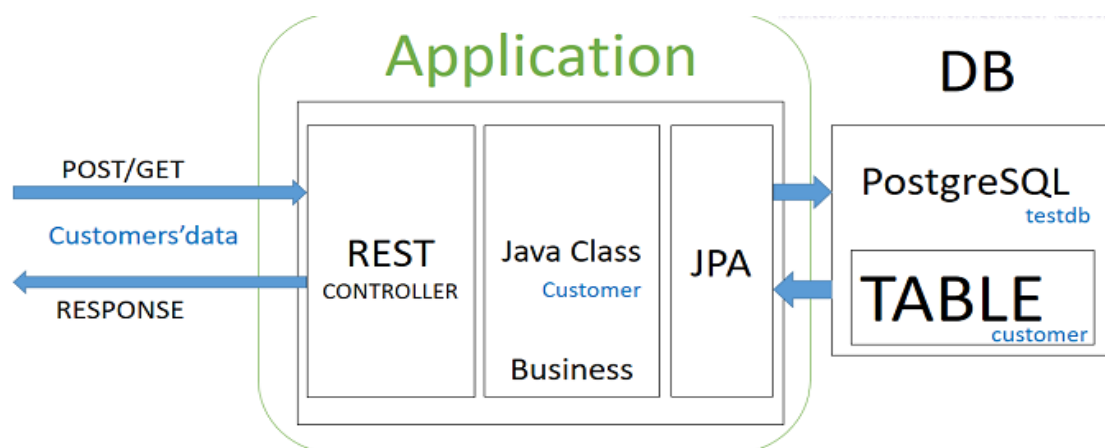 Application
DB
POST/GET
Customers'data
RESPONSE
REST
CONTROLLER
Java Class
Customer
Business
JPA
PostgreSQL
testdb
TABLE
customer